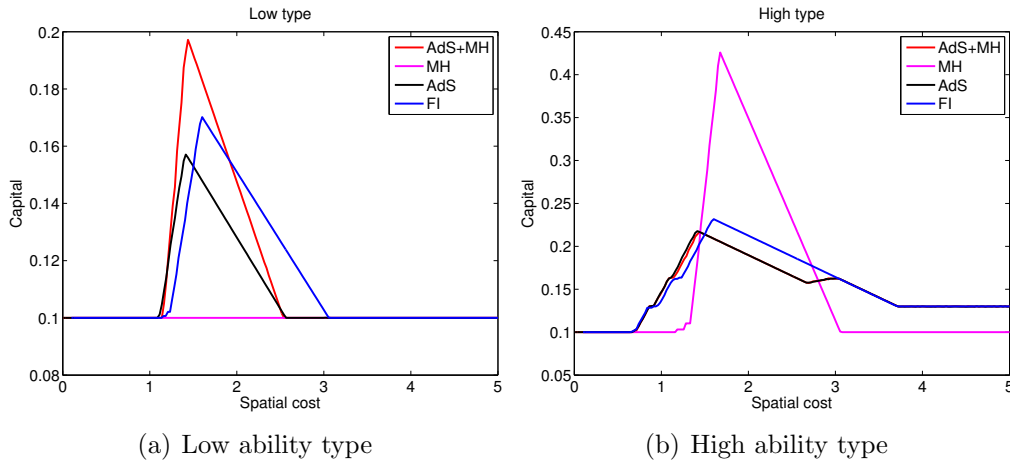 Low type
0.2
0.18
0.16
0.14
0.12
0.1
0.08
Capital
0 1 2 3 4 5
Spatial cost
AdS+MH
MH
AdS
FI
(a) Low ability type
High type
0.45
0.4
0.35
0.3
0.25
0.2
0.15
0.1
0.05
Capital
0 1 2 3 4 5
Spatial cost
AdS+MH
MH
AdS
FI
(b) High ability type